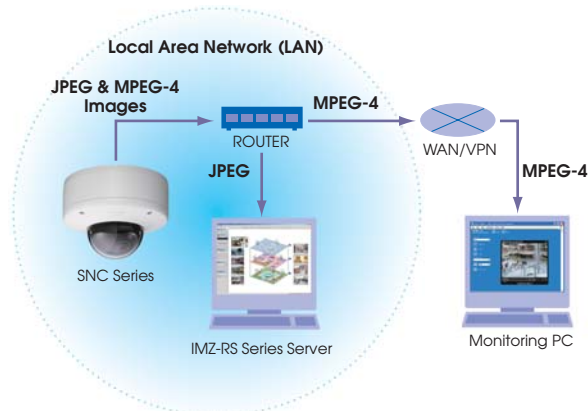 Local Area Network (LAN)
JPEG & MPEG-4
Images
MPEG-4
ROUTER
WAN/VPN
JPEG
MPEG-4
SNC Series
IMZ-RS Series Server
Monitoring PC